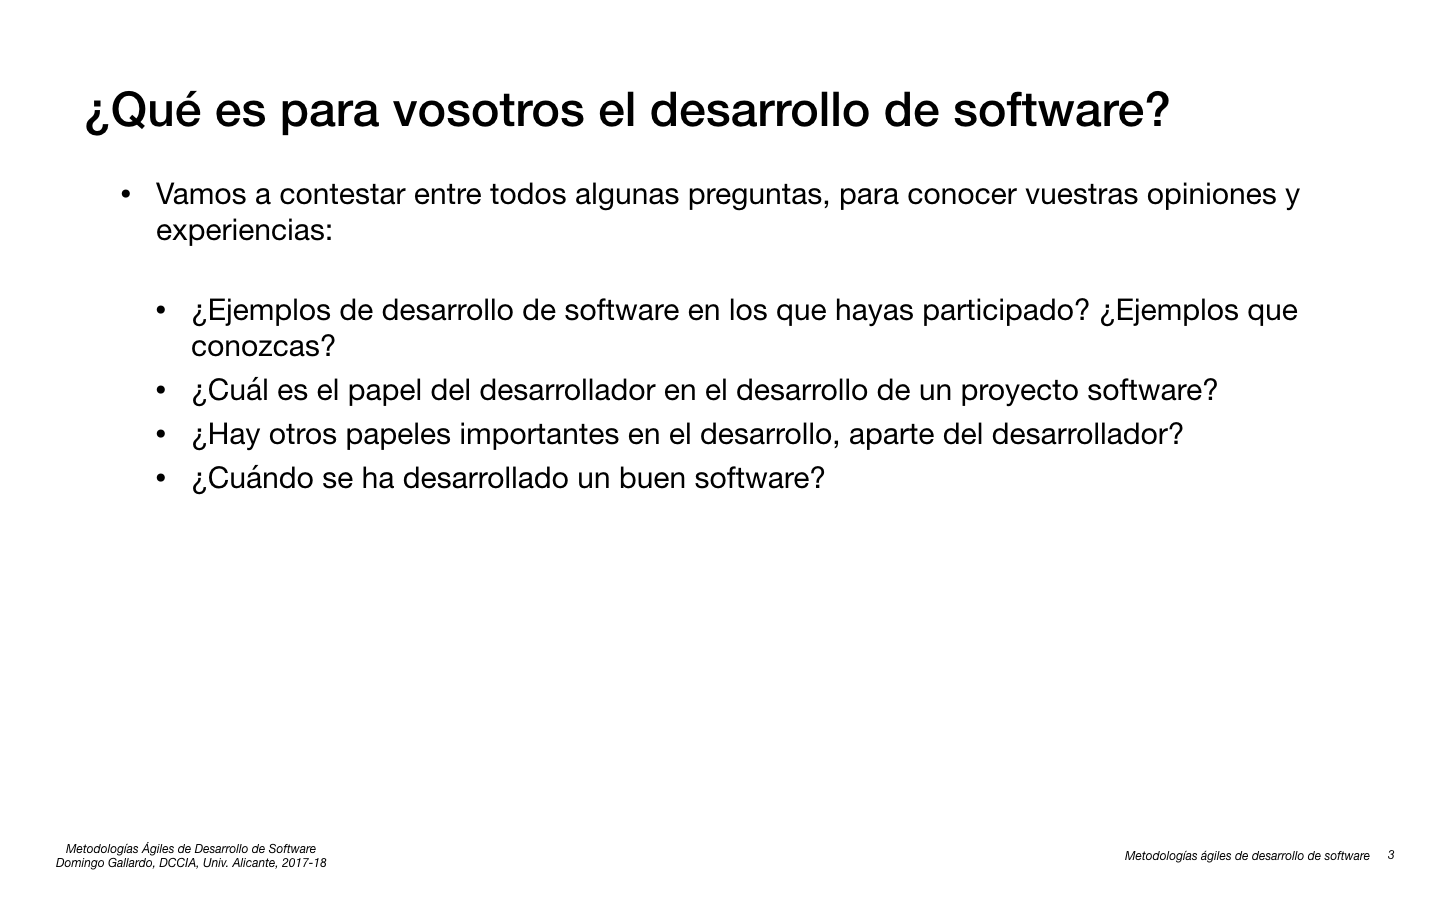 ¿Qué es para vosotros el desarrollo de software?
• Vamos a contestar entre todos algunas preguntas, para conocer vuestras opiniones y
experiencias:
• ¿Ejemplos de desarrollo de software en los que hayas participado? ¿Ejemplos que
conozcas?
• ¿Cuál es el papel del desarrollador en el desarrollo de un proyecto software?
• ¿Hay otros papeles importantes en el desarrollo, aparte del desarrollador?
• ¿Cuándo se ha desarrollado un buen software?
Metodologías Ágiles de Desarrollo de Software
Domingo Gallardo, DCCIA, Univ. Alicante, 2017-18
Metodologías ágiles de desarrollo de software 3